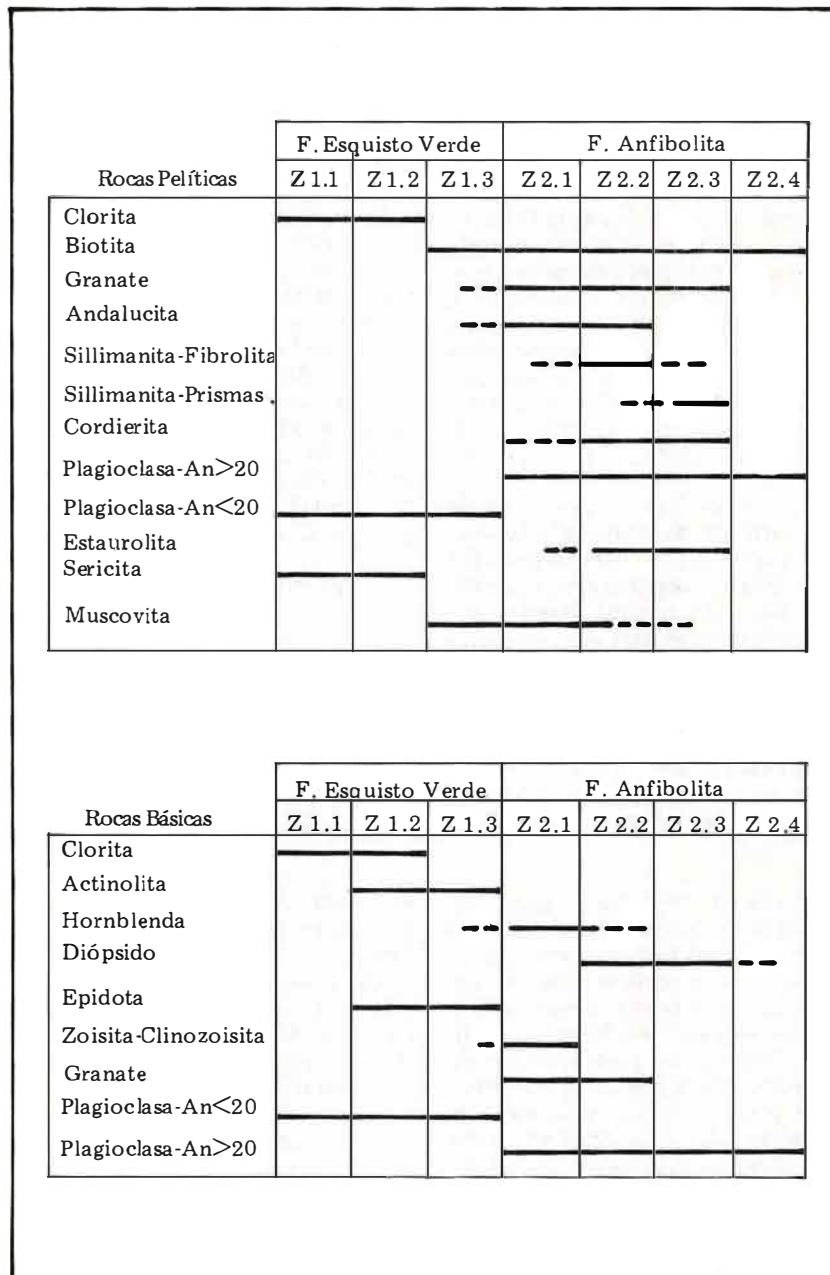 F. Esquisto Verde F. Anfibolita
Rocas Pelíticas Z 1.1 Z 1.2 Z 1.3 Z 2.1 Z 2.2 Z 2.3 Z 2.4
Clorita
Biotita
Granate
Andalucita
Sillimanita-Fibrolita
Sillimanita-Prismas
Cordierita
Plagioclasa-An>20
Plagioclasa-An<20
Estaurolita
Sericita
Muscovita
F. Esquisto Verde F. Anfibolita
Rocas Básicas Z 1.1 Z 1.2 Z 1.3 Z 2.1 Z 2.2 Z 2.3 Z 2.4
Clorita
Actinolita
Hornblenda
Diópsido
Epidota
Zoisita-Clinozoisita
Granate
Plagioclasa-An<20
Plagioclasa-An>20